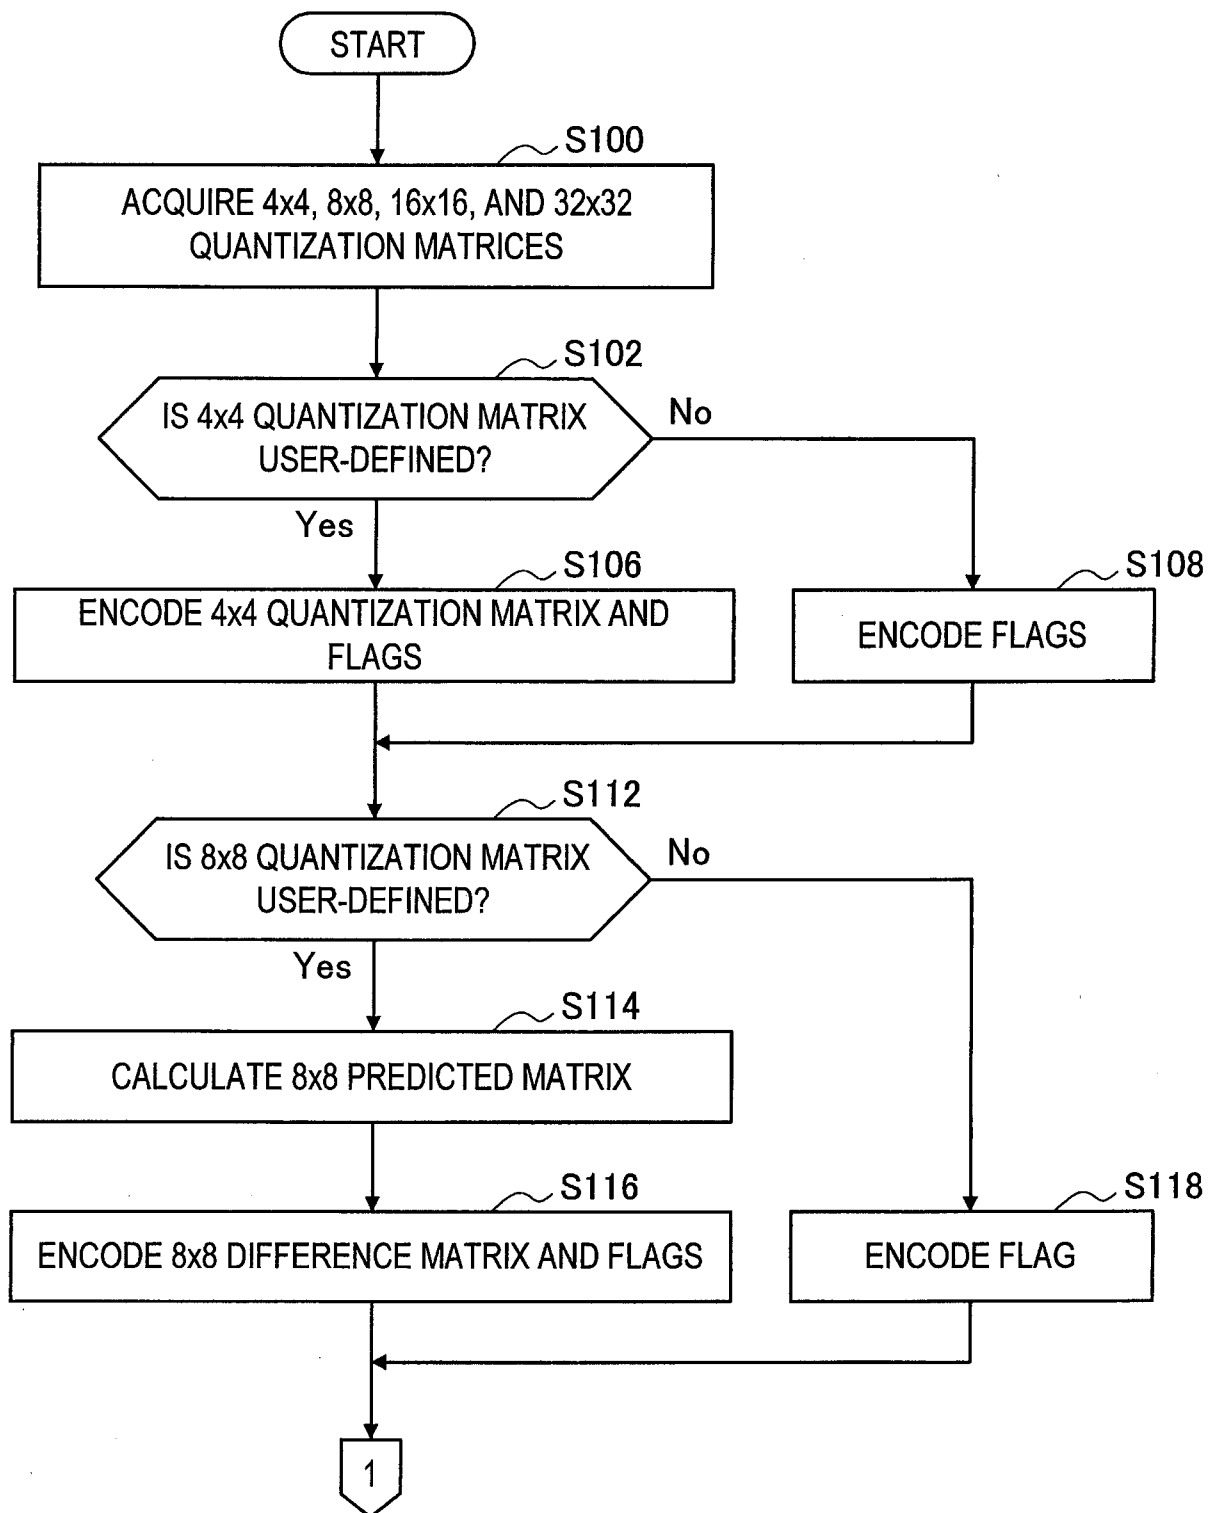 START
S100
ACQUIRE 4x4, 8x8, 16x16, AND 32x32
QUANTIZATION MATRICES
S102
IS 4x4 QUANTIZATION MATRIX
USER-DEFINED?
No
Yes
S106
ENCODE 4x4 QUANTIZATION MATRIX AND
FLAGS
S108
ENCODE FLAGS
S112
IS 8x8 QUANTIZATION MATRIX
USER-DEFINED?
No
Yes
S114
CALCULATE 8x8 PREDICTED MATRIX
S116
ENCODE 8x8 DIFFERENCE MATRIX AND FLAGS
S118
ENCODE FLAG
1